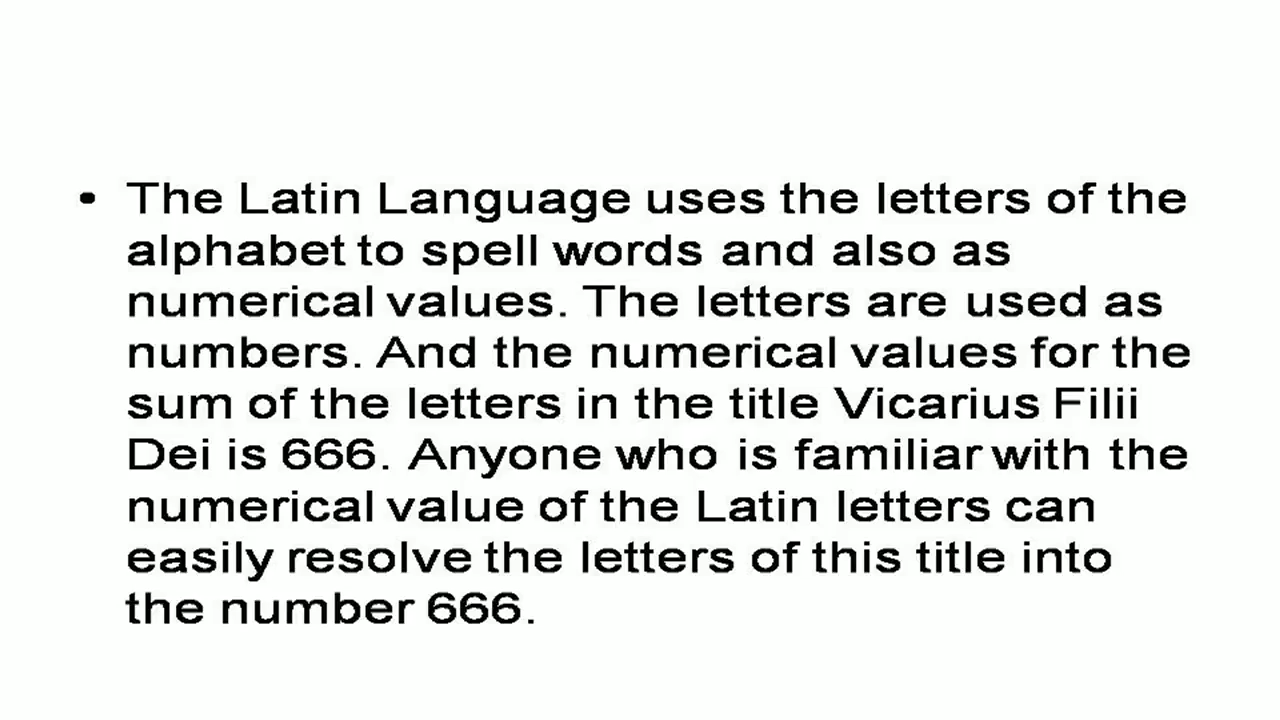 • The Latin Language uses the letters of the
alphabet to spell words and also as
numerical values. The letters are used as
numbers. And the numerical values for the
sum of the letters in the title Vicarius Filii
Dei is 666. Anyone who is familiar with the
numerical value of the Latin letters can
easily resolve the letters of this title into
the number 666.